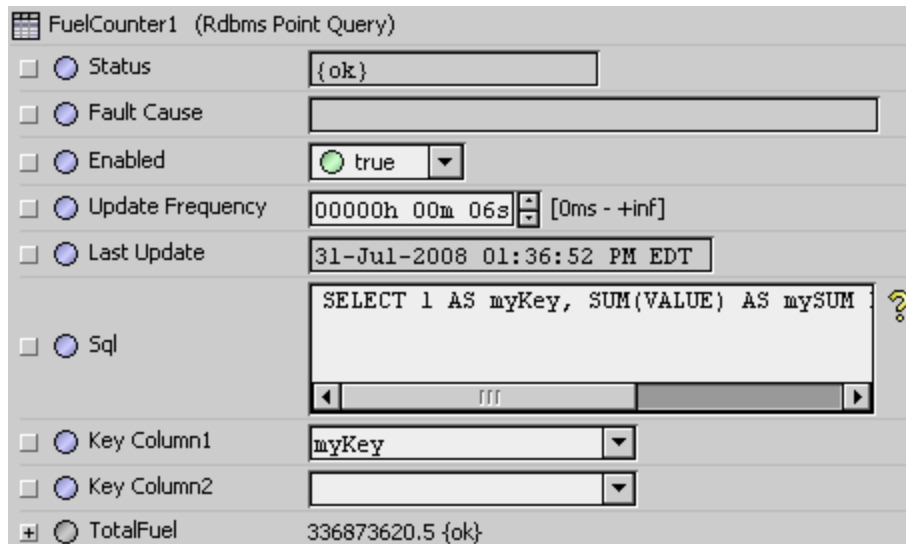 FuelCounter1 (Rdbms Point Query)
Status {ok}
Fault Cause
Enabled true
Update Frequency 00000h 00m 06s [0ms - +inf]
Last Update 31-Jul-2008 01:36:52 PM EDT
Sql SELECT 1 AS myKey, SUM(VALUE) AS mySUM
Key Column1 myKey
Key Column2
TotalFuel 336873620.5 {ok}